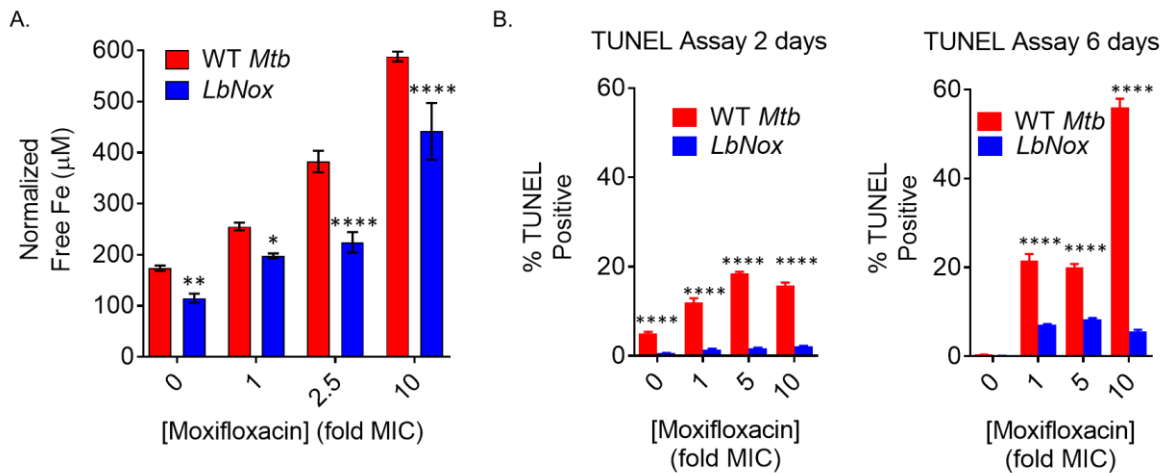 A.
WT Mtb
LbNox
600
500
400
300
200
100
0
Normalized
Free Fe (μM)
**
*
****
****
0
1
2.5
10
[Moxifloxacin] (fold MIC)
B.
TUNEL Assay 2 days
WT Mtb
LbNox
60
40
20
0
% TUNEL
Positive
****
****
****
****
0
1
5
10
[Moxifloxacin]
(fold MIC)
TUNEL Assay 6 days
WT Mtb
LbNox
60
40
20
0
% TUNEL
Positive
****
****
****
0
1
5
10
[Moxifloxacin]
(fold MIC)